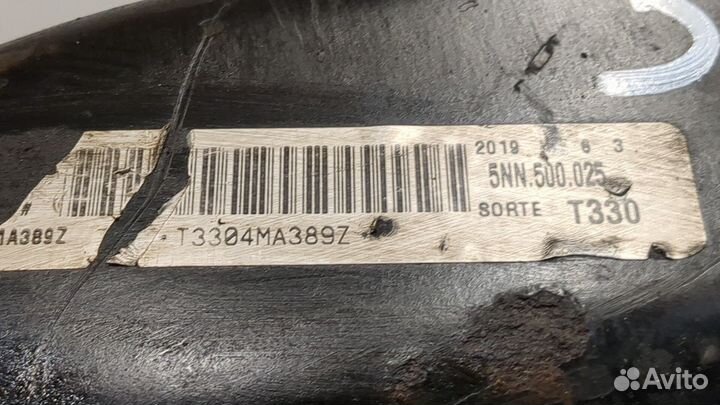 2019 6 3
5NN.500.025
SORTE T330
#
MA389Z
T3304MA389Z
Avito